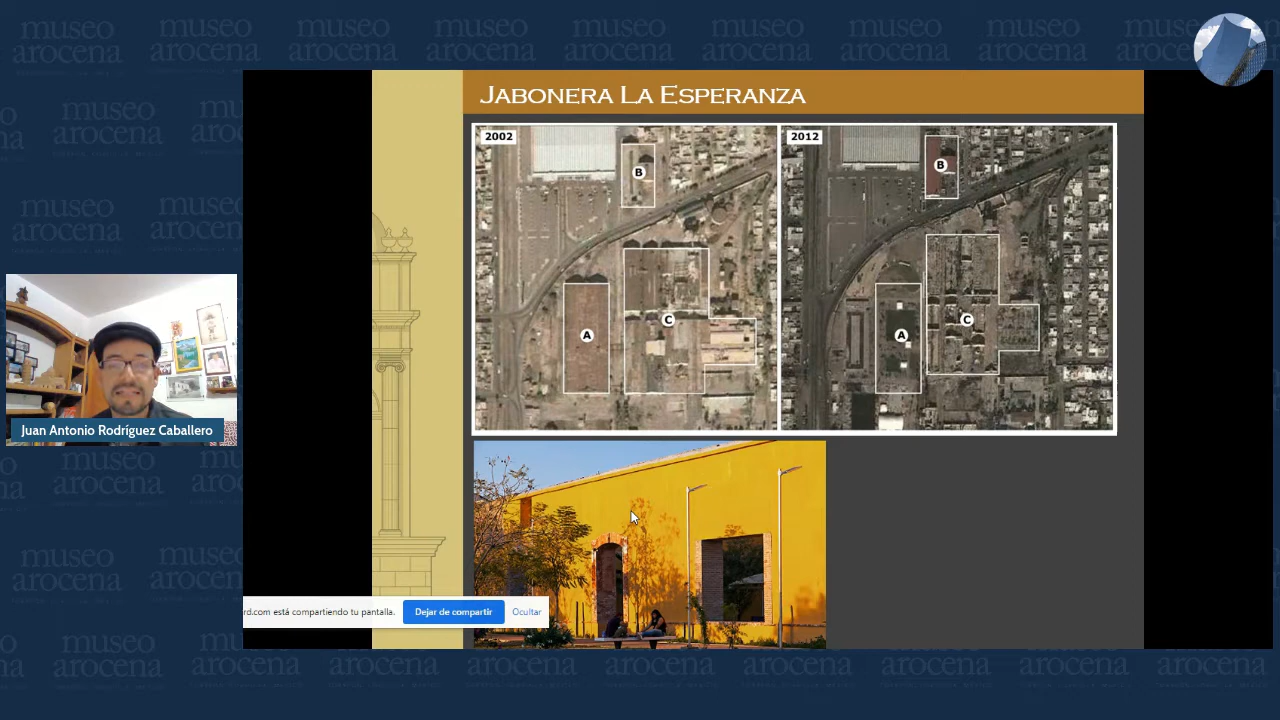 museo arocena
JABONERA LA ESPERANZA
2002
B
A
C
2012
B
A
C
Juan Antonio Rodríguez Caballero
rd.com está compartiendo tu pantalla.
Dejar de compartir
Ocultar